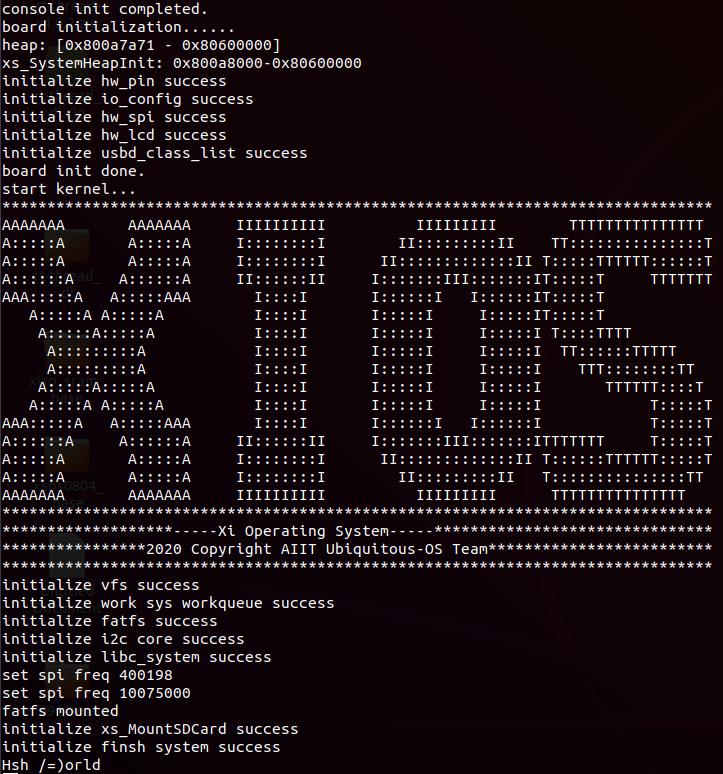 console init completed.
board initialization......
heap: [0x800a7a71 - 0x80600000]
xs_SystemHeapInit: 0x800a8000-0x80600000
initialize hw_pin success
initialize io_config success
initialize hw_spi success
initialize hw_lcd success
initialize usbd_class_list success
board init done.
start kernel...
*******************************************************************************
AAAAAAA       AAAAAAA     IIIIIIIIII          IIIIIIIII        TTTTTTTTTTTTTTT
A:::::A       A:::::A     I::::::::I        II:::::::::II    TT:::::::::::::::T
A:::::A       A:::::A     I::::::::I      II:::::::::::::II T:::::TTTTTT::::::T
A::::::A     A::::::A     II::::::II     I:::::::III:::::::IT:::::T     TTTTTTT
AAA:::::A   A:::::AAA       I::::I       I::::::I   I::::::IT:::::T
   A:::::A A:::::A          I::::I       I:::::I     I:::::IT:::::T
    A:::::A:::::A           I::::I       I:::::I     I:::::I T::::TTTT
     A:::::::::A            I::::I       I:::::I     I:::::I  TT::::::TTTTT
     A:::::::::A            I::::I       I:::::I     I:::::I    TTT::::::::TT
    A:::::A:::::A           I::::I       I:::::I     I:::::I       TTTTTT::::T
   A:::::A A:::::A          I::::I       I:::::I     I:::::I            T:::::T
AAA:::::A   A:::::AAA       I::::I       I::::::I   I::::::I            T:::::T
A::::::A     A::::::A     II::::::II     I:::::::III:::::::ITTTTTTT     T:::::T
A:::::A       A:::::A     I::::::::I      II:::::::::::::II T::::::TTTTTT:::::T
A:::::A       A:::::A     I::::::::I        II:::::::::II   T:::::::::::::::TT
AAAAAAA       AAAAAAA     IIIIIIIIII          IIIIIIIII      TTTTTTTTTTTTTTT
*******************************************************************************
*******************-----Xi Operating System-----*******************************
****************2020 Copyright AIIT Ubiquitous-OS Team*************************
*******************************************************************************
initialize vfs success
initialize work sys workqueue success
initialize fatfs success
initialize i2c core success
initialize libc_system success
set spi freq 400198
set spi freq 10075000
fatfs mounted
initialize xs_MountSDCard success
initialize finsh system success
Hsh /=)orld